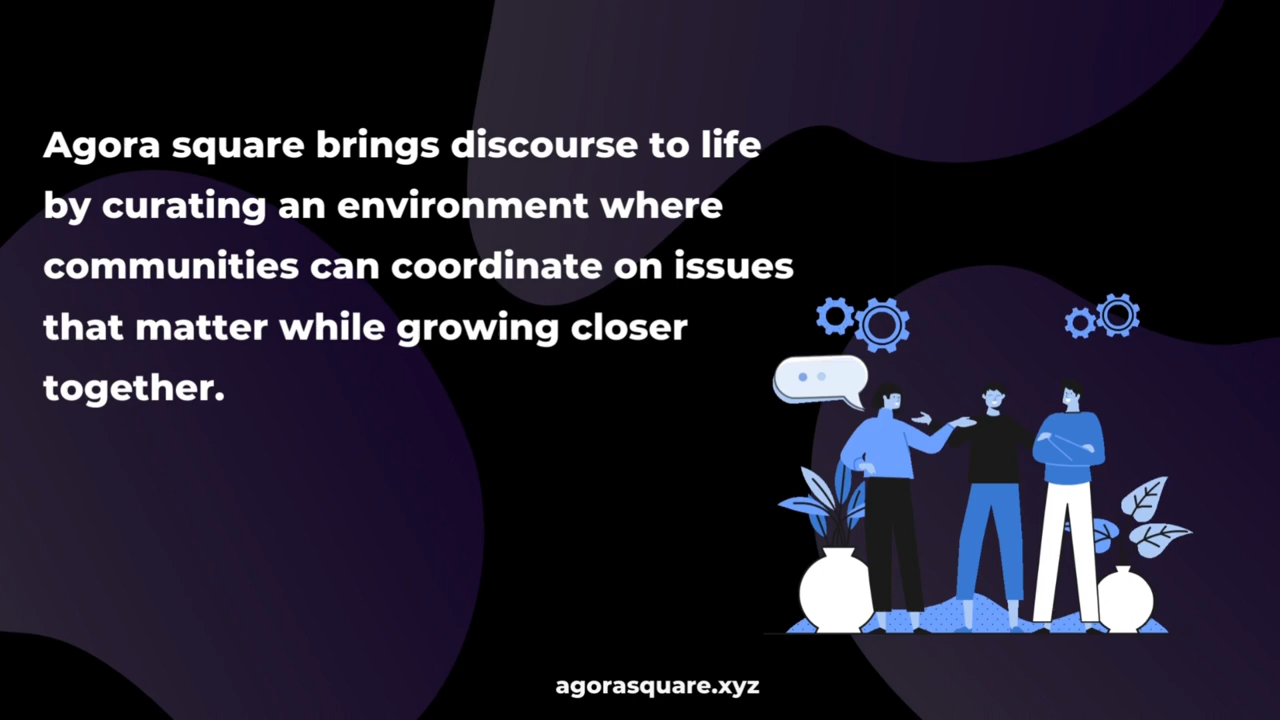 Agora square brings discourse to life
by curating an environment where
communities can coordinate on issues
that matter while growing closer
together.
agorasquare.xyz